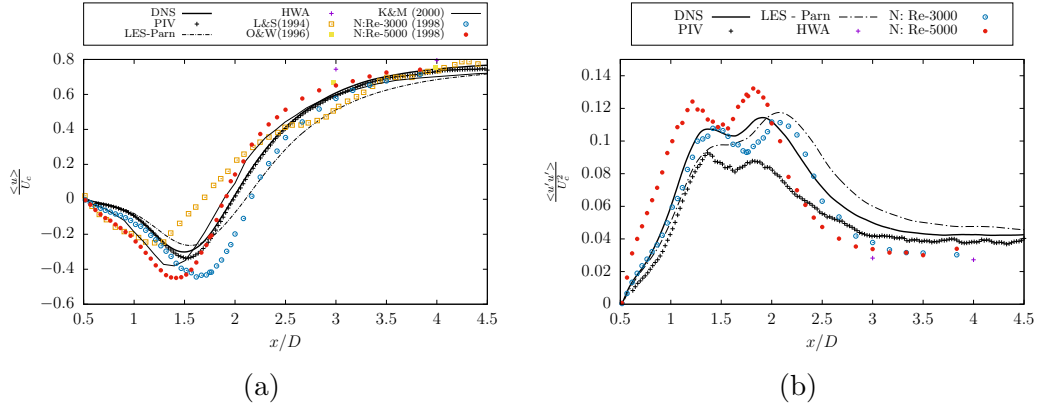 DNS HWA K&M (2000)
PIV L&S(1994) N:Re-3000 (1998)
LES-Parn O&W(1996) N:Re-5000 (1998)
DNS LES - Parn N: Re-3000
PIV HWA N: Re-5000
0.8
0.6
0.4
0.2
0
−0.2
−0.4
−0.6
<u>
U_c
0.5 1 1.5 2 2.5 3 3.5 4 4.5
x/D
(a)
0.14
0.12
0.1
0.08
0.06
0.04
0.02
0
<u'u'>
U_c^2
0.5 1 1.5 2 2.5 3 3.5 4 4.5
x/D
(b)